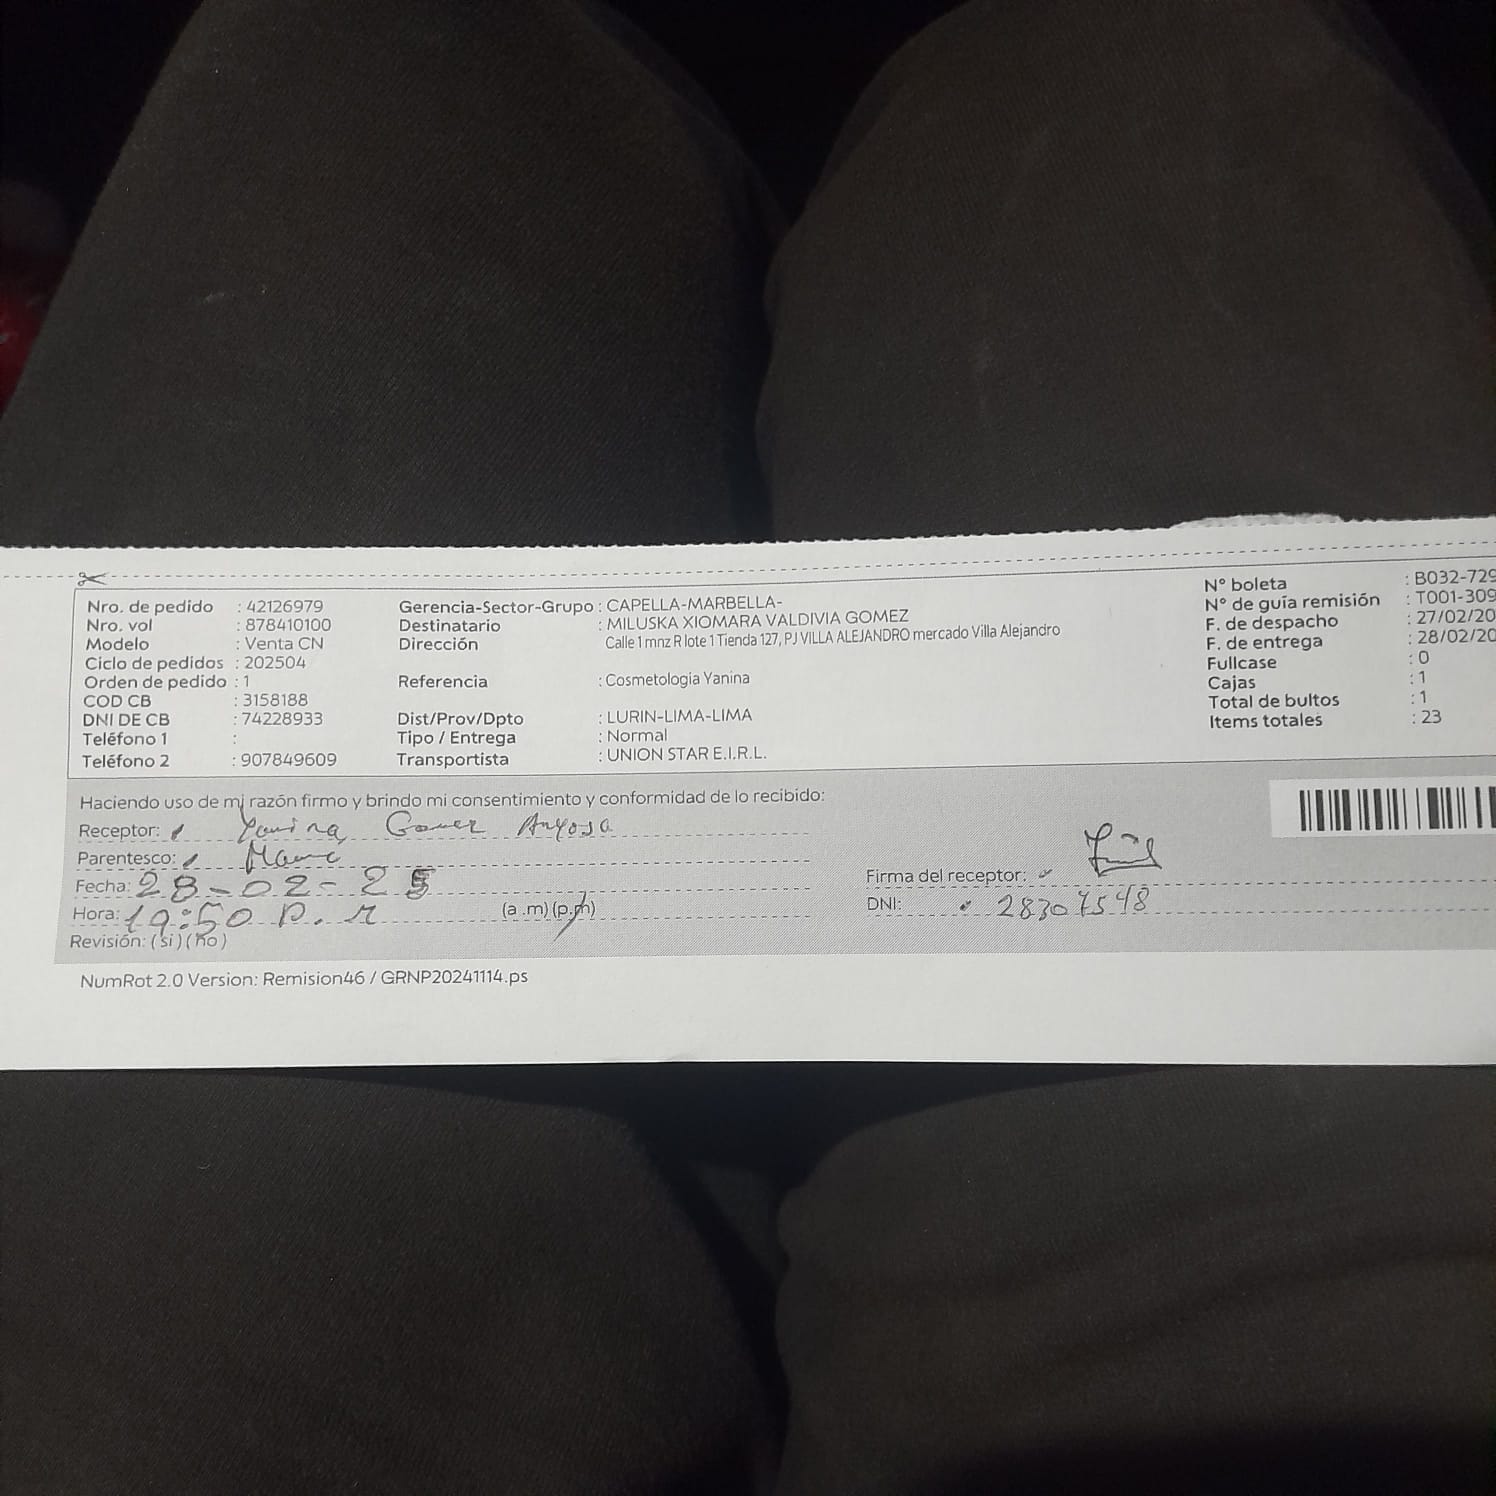 Nro. de pedido : 42126979
Nro. vol : 878410100
Modelo : Venta CN
Ciclo de pedidos : 202504
Orden de pedido : 1
COD CB : 3158188
DNI DE CB : 74228933
Teléfono 1 :
Teléfono 2 : 907849609
Gerencia-Sector-Grupo : CAPELLA-MARBELLA-
Destinatario : MILUSKA XIOMARA VALDIVIA GOMEZ
Dirección Calle 1 mnz R lote 1 Tienda 127, PJ VILLA ALEJANDRO mercado Villa Alejandro
Referencia : Cosmetologia Yanina
Dist/Prov/Dpto : LURIN-LIMA-LIMA
Tipo / Entrega : Normal
Transportista : UNION STAR E.I.R.L.
N° boleta : B032-729
N° de guía remisión : T001-309
F. de despacho : 27/02/20
F. de entrega : 28/02/20
Fullcase : 0
Cajas : 1
Total de bultos : 1
Items totales : 23
Haciendo uso de mi razón firmo y brindo mi consentimiento y conformidad de lo recibido:
Receptor: Yanina Gomez
Parentesco: Mamá
Fecha: 28-02-25
Hora: 19:50 p.m (a.m) (p.m)
Revisión: (si) (no)
Firma del receptor:
DNI: 28307548
NumRot 2.0 Version: Remision46 / GRNP20241114.ps